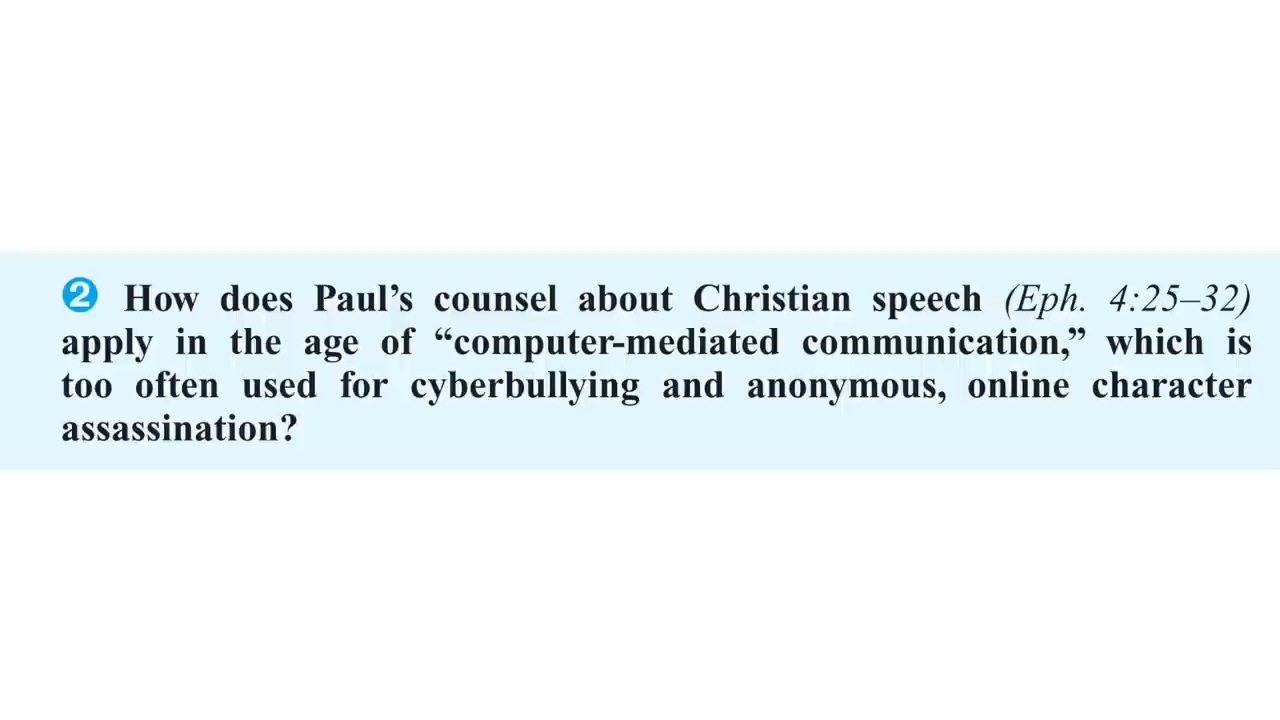 2 How does Paul’s counsel about Christian speech (Eph. 4:25–32)
apply in the age of “computer-mediated communication,” which is
too often used for cyberbullying and anonymous, online character
assassination?